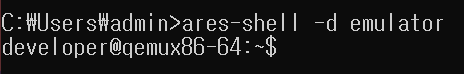 C:₩Users₩admin>ares-shell -d emulator
developer@qemux86-64:~$